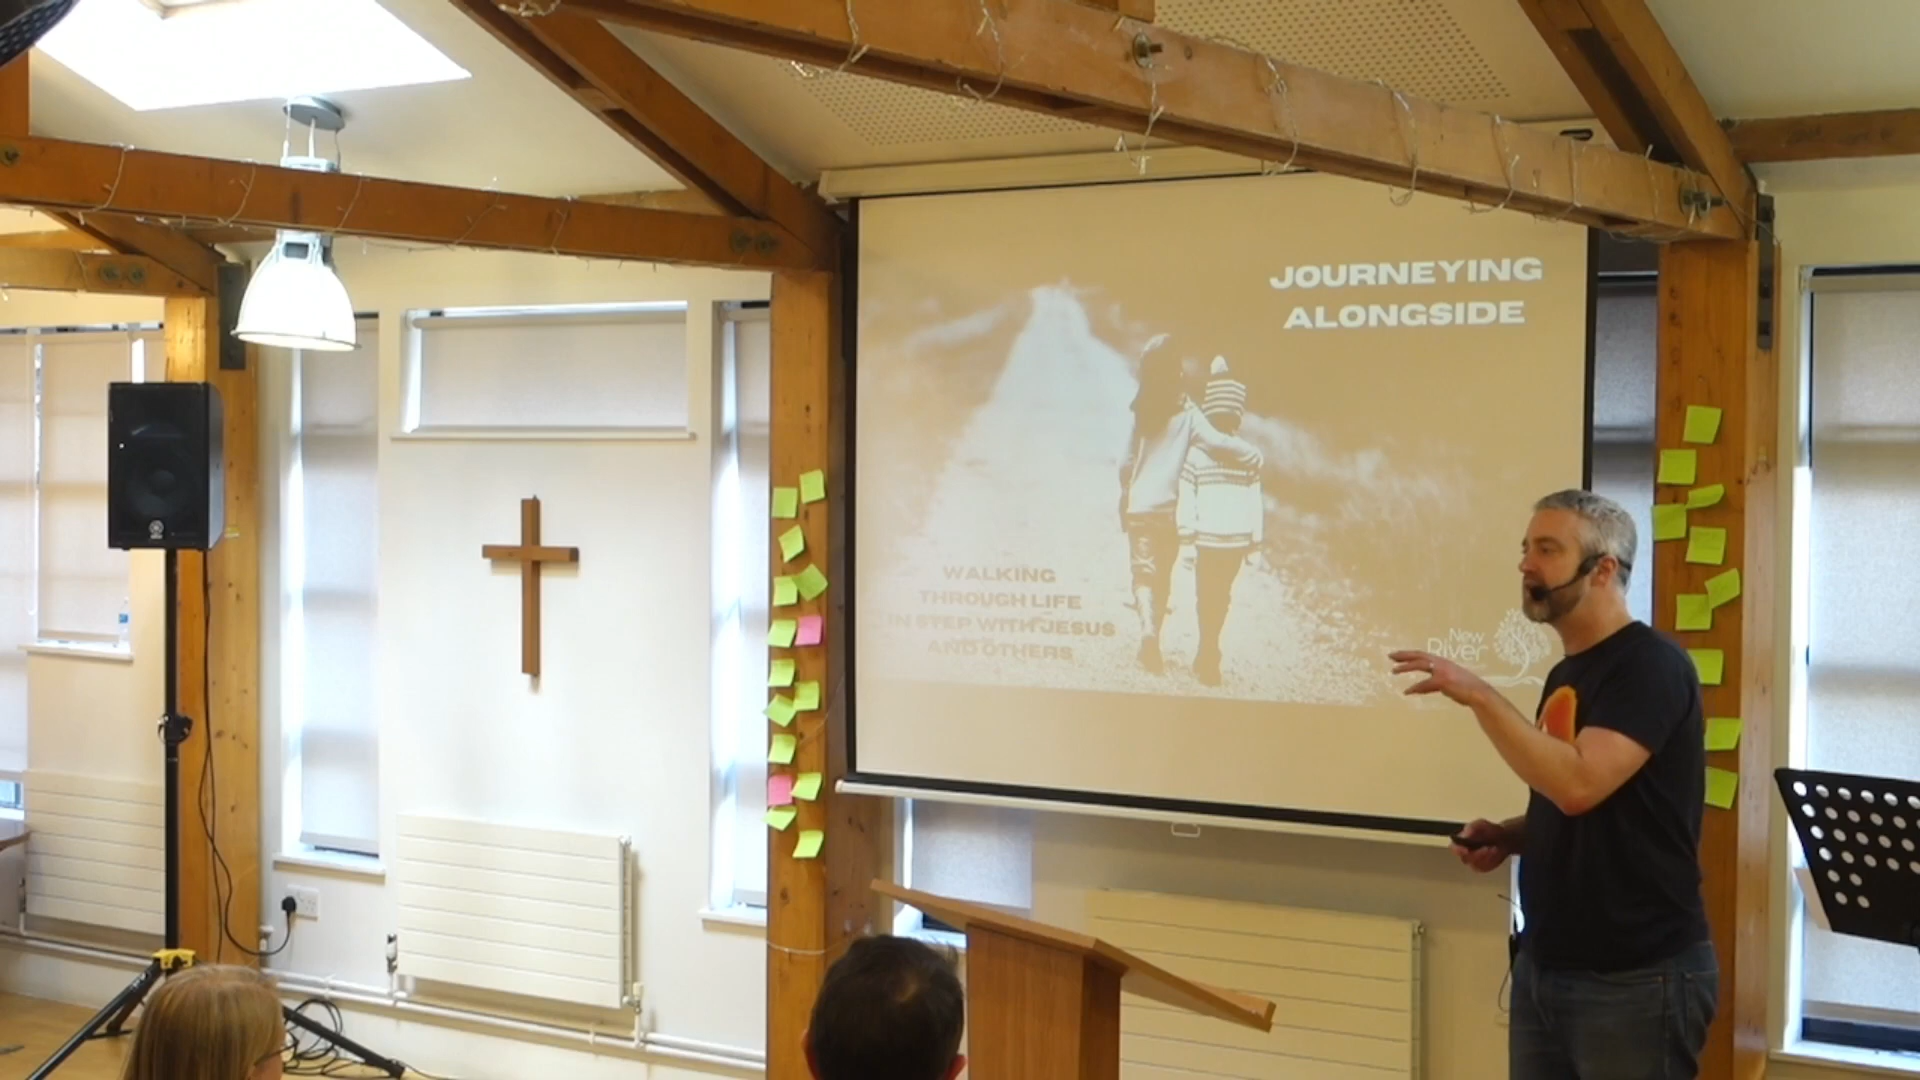 JOURNEYING
ALONGSIDE
WALKING
THROUGH LIFE
IN STEP WITH JESUS
AND OTHERS
New
River